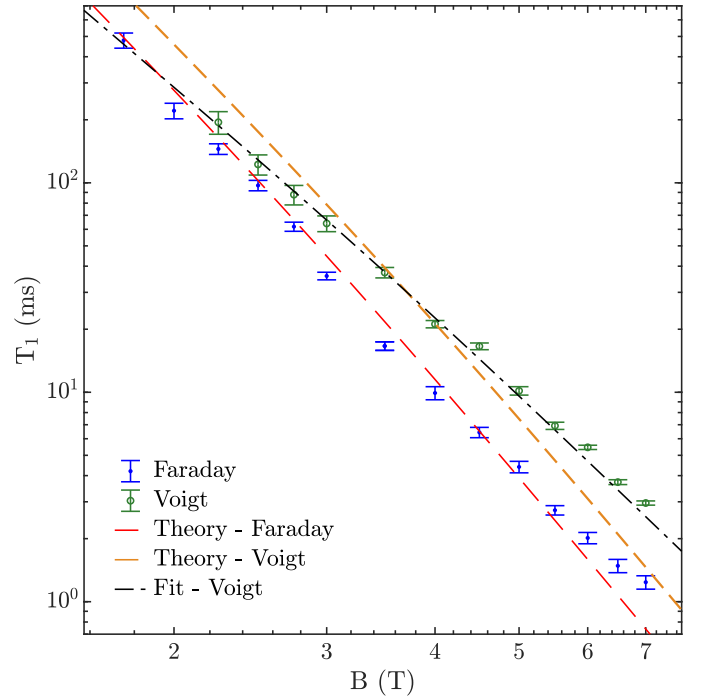 10²
10¹
10⁰
T₁ (ms)
Faraday
Voigt
Theory - Faraday
Theory - Voigt
Fit - Voigt
2 3 4 5 6 7
B (T)